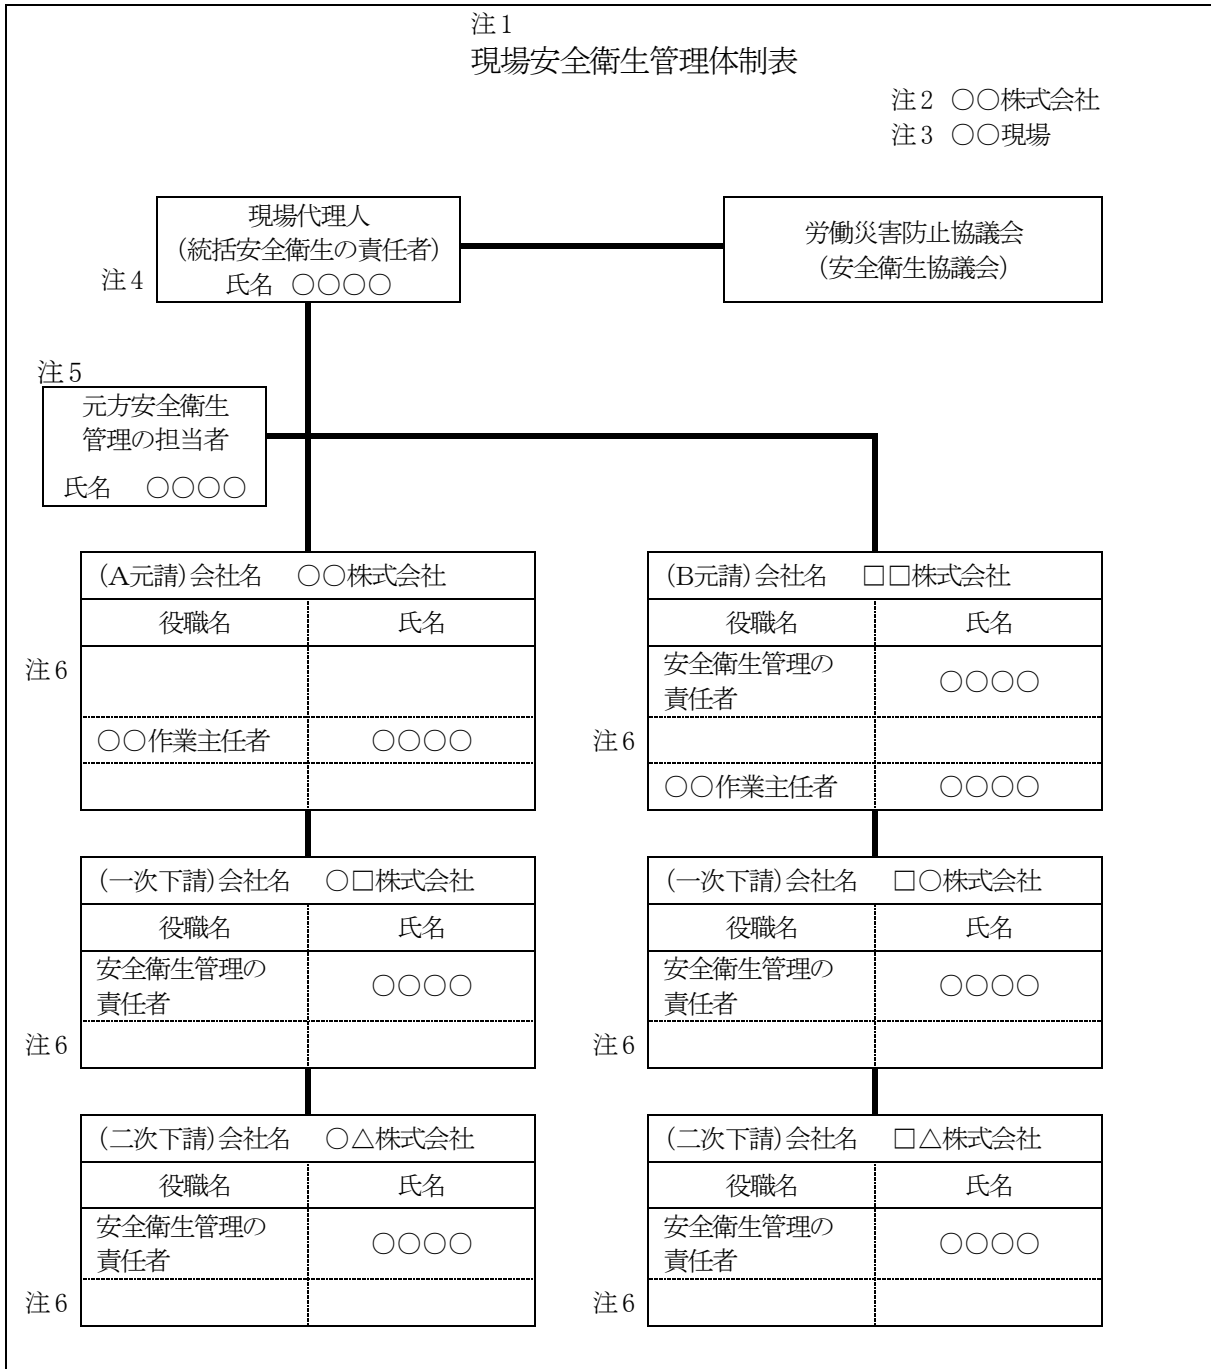 注1
現場安全衛生管理体制表
注2 ○○株式会社
注3 ○○現場
現場代理人
(統括安全衛生の責任者)
注4 氏名 ○○○○
労働災害防止協議会
(安全衛生協議会)
注5
元方安全衛生
管理の担当者
氏名 ○○○○
(A元請)会社名 ○○株式会社
役職名 氏名
注6
○○作業主任者 ○○○○
(B元請)会社名 □□株式会社
役職名 氏名
安全衛生管理の
責任者 ○○○○
注6
○○作業主任者 ○○○○
(一次下請)会社名 ○□株式会社
役職名 氏名
安全衛生管理の
責任者 ○○○○
注6
(一次下請)会社名 □○株式会社
役職名 氏名
安全衛生管理の
責任者 ○○○○
注6
(二次下請)会社名 ○△株式会社
役職名 氏名
安全衛生管理の
責任者 ○○○○
注6
(二次下請)会社名 □△株式会社
役職名 氏名
安全衛生管理の
責任者 ○○○○
注6